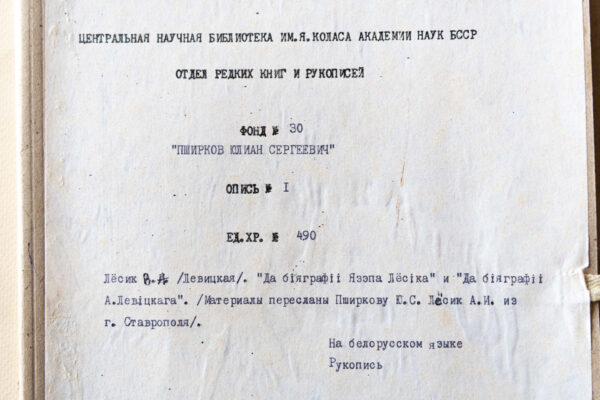 ЦЕНТРАЛЬНАЯ НАУЧНАЯ БИБЛИОТЕКА ИМ.Я.КОЛАСА АКАДЕМИИ НАУК БССР
ОТДЕЛ РЕДКИХ КНИГ И РУКОПИСЕЙ
ФОНД № 30
"ПШИРКОВ ЮЛИАН СЕРГЕЕВИЧ"
ОПИСЬ № I
ЕД.ХР. № 490
Лёсик /Левицкая/. "Да біяграфіі Язэпа Лёсіка" и "Да біяграфіі
А.Левіцкага". /Материалы пересланы Пширкову Ю.С. Лёсик А.И. из
г. Ставрополя/.
На белорусском языке
Рукопись